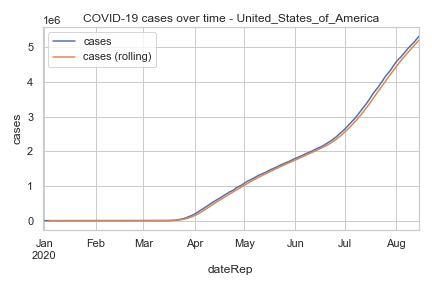 COVID-19 cases over time - United_States_of_America
1e6
cases
cases (rolling)
5
4
3
2
1
0
cases
Jan Feb Mar Apr May Jun Jul Aug
2020
dateRep